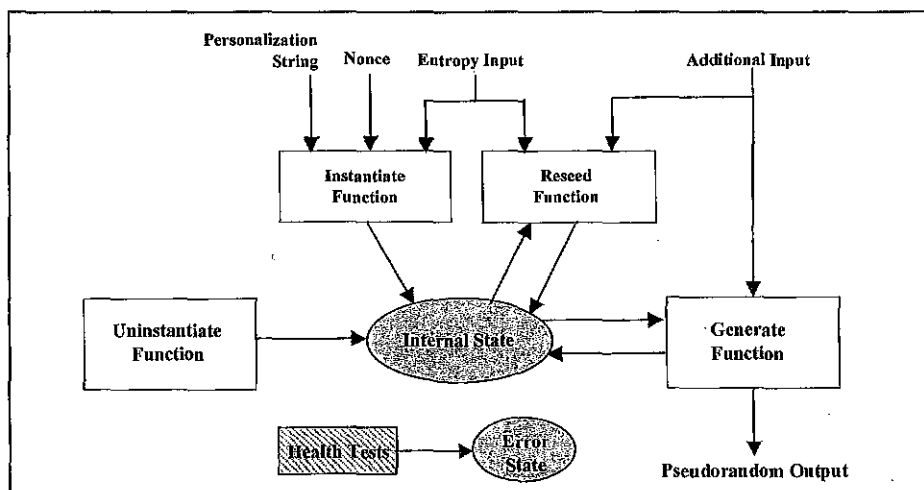 Personalization
String
Nonce
Entropy Input
Additional Input
Instantiate
Function
Reseed
Function
Uninstantiate
Function
Internal State
Generate
Function
Health Tests
Error
State
Pseudorandom Output